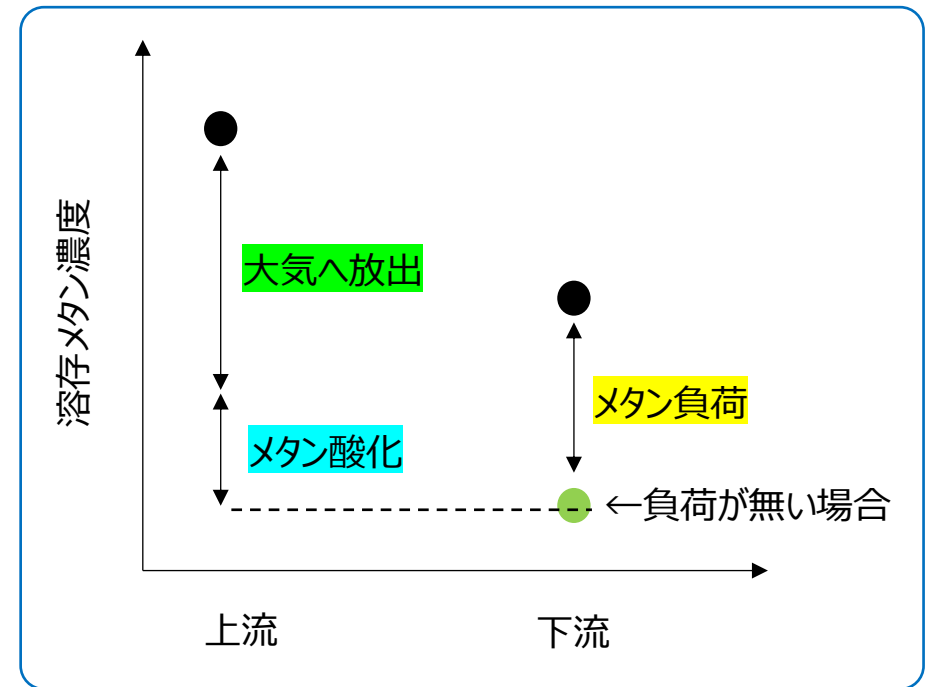 溶存メタン濃度
大気へ放出
メタン酸化
メタン負荷
←負荷が無い場合
上流
下流